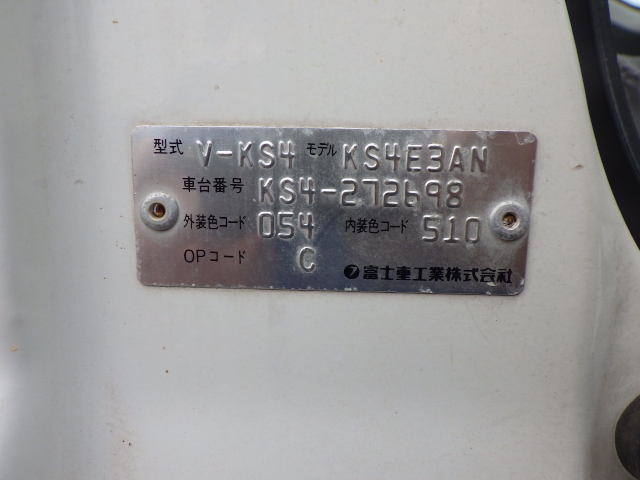 型式 V-KS4 モデル KS4E3AN
車台番号 KS4-272698
外装色コード 054 内装色コード 510
OPコード C 富士重工業株式会社